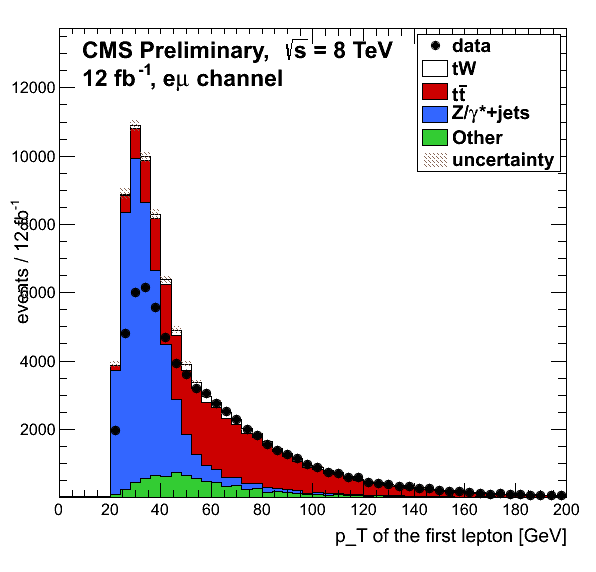 CMS Preliminary, √s = 8 TeV
12 fb⁻¹, eμ channel
data
tW
tt̄
Z/γ*+jets
Other
uncertainty
events / 12 fb⁻¹
12000
10000
8000
6000
4000
2000
0 20 40 60 80 100 120 140 160 180 200
p_T of the first lepton [GeV]